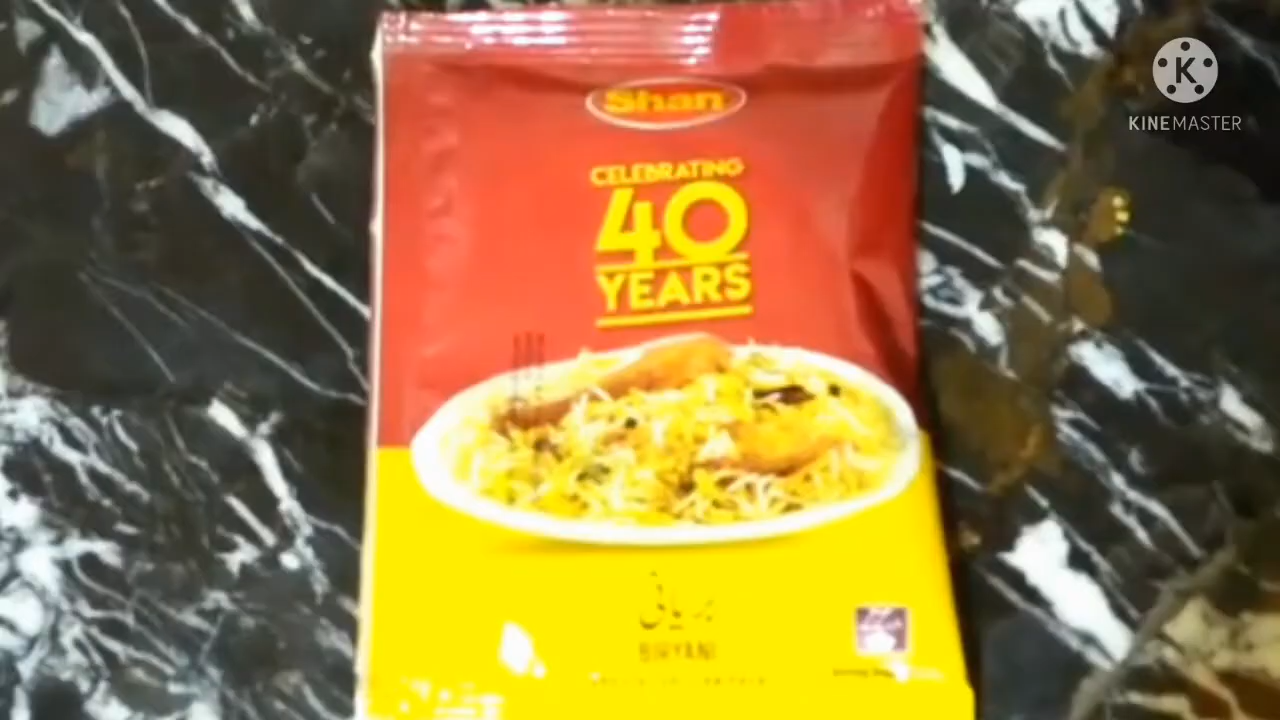 Shan
CELEBRATING
40
YEARS
بریانی
BIRYANI
KINEMASTER